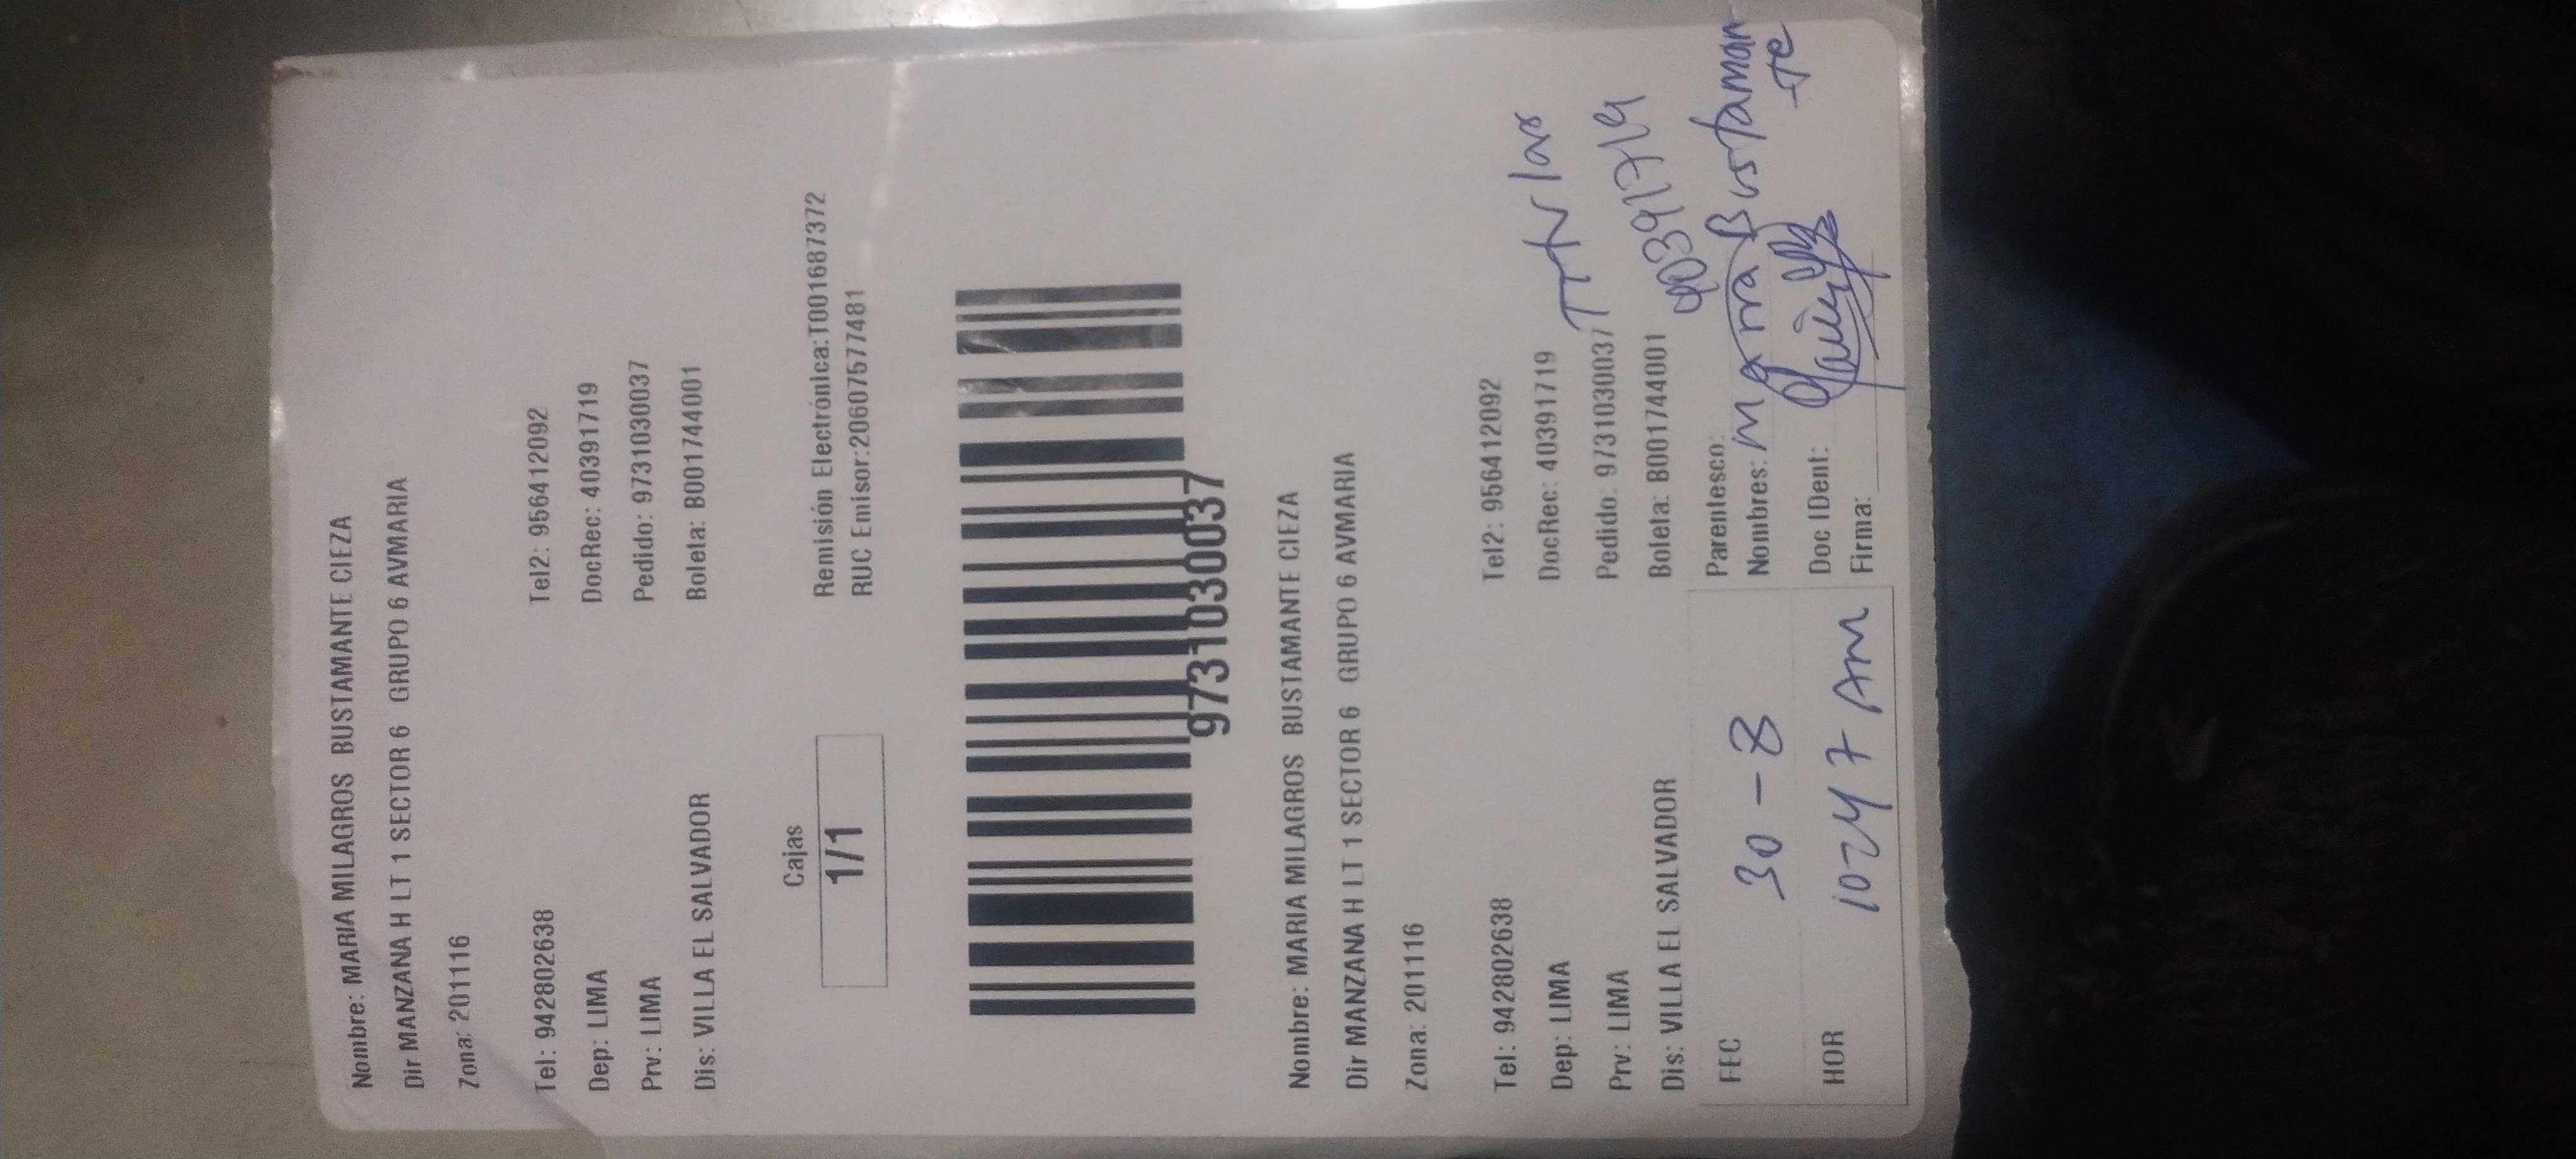 Nombre: MARIA MILAGROS BUSTAMANTE CIEZA
Dir MANZANA H LT 1 SECTOR 6 GRUPO 6 AVMARIA
Zona: 201116
Tel: 942802638 Tel2: 956412092
Dep: LIMA DocRec: 40391719
Prv: LIMA Pedido: 9731030037
Dis: VILLA EL SALVADOR Boleta: B001744001
Cajas Remisión Electrónica:T00168737​2
1/1 RUC Emisor:20607577481
9731030037
Nombre: MARIA MILAGROS BUSTAMANTE CIEZA
Dir MANZANA H LT 1 SECTOR 6 GRUPO 6 AVMARIA
Zona: 201116
Tel: 942802638 Tel2: 956412092
Dep: LIMA DocRec: 40391719
Prv: LIMA Pedido: 9731030037
Dis: VILLA EL SALVADOR Boleta: B001744001
40391719
FEC 30-8 Parentesco:
Nombres: Maria Bustaman
te
HOR 10:47 AM Doc IDent:
Firma: